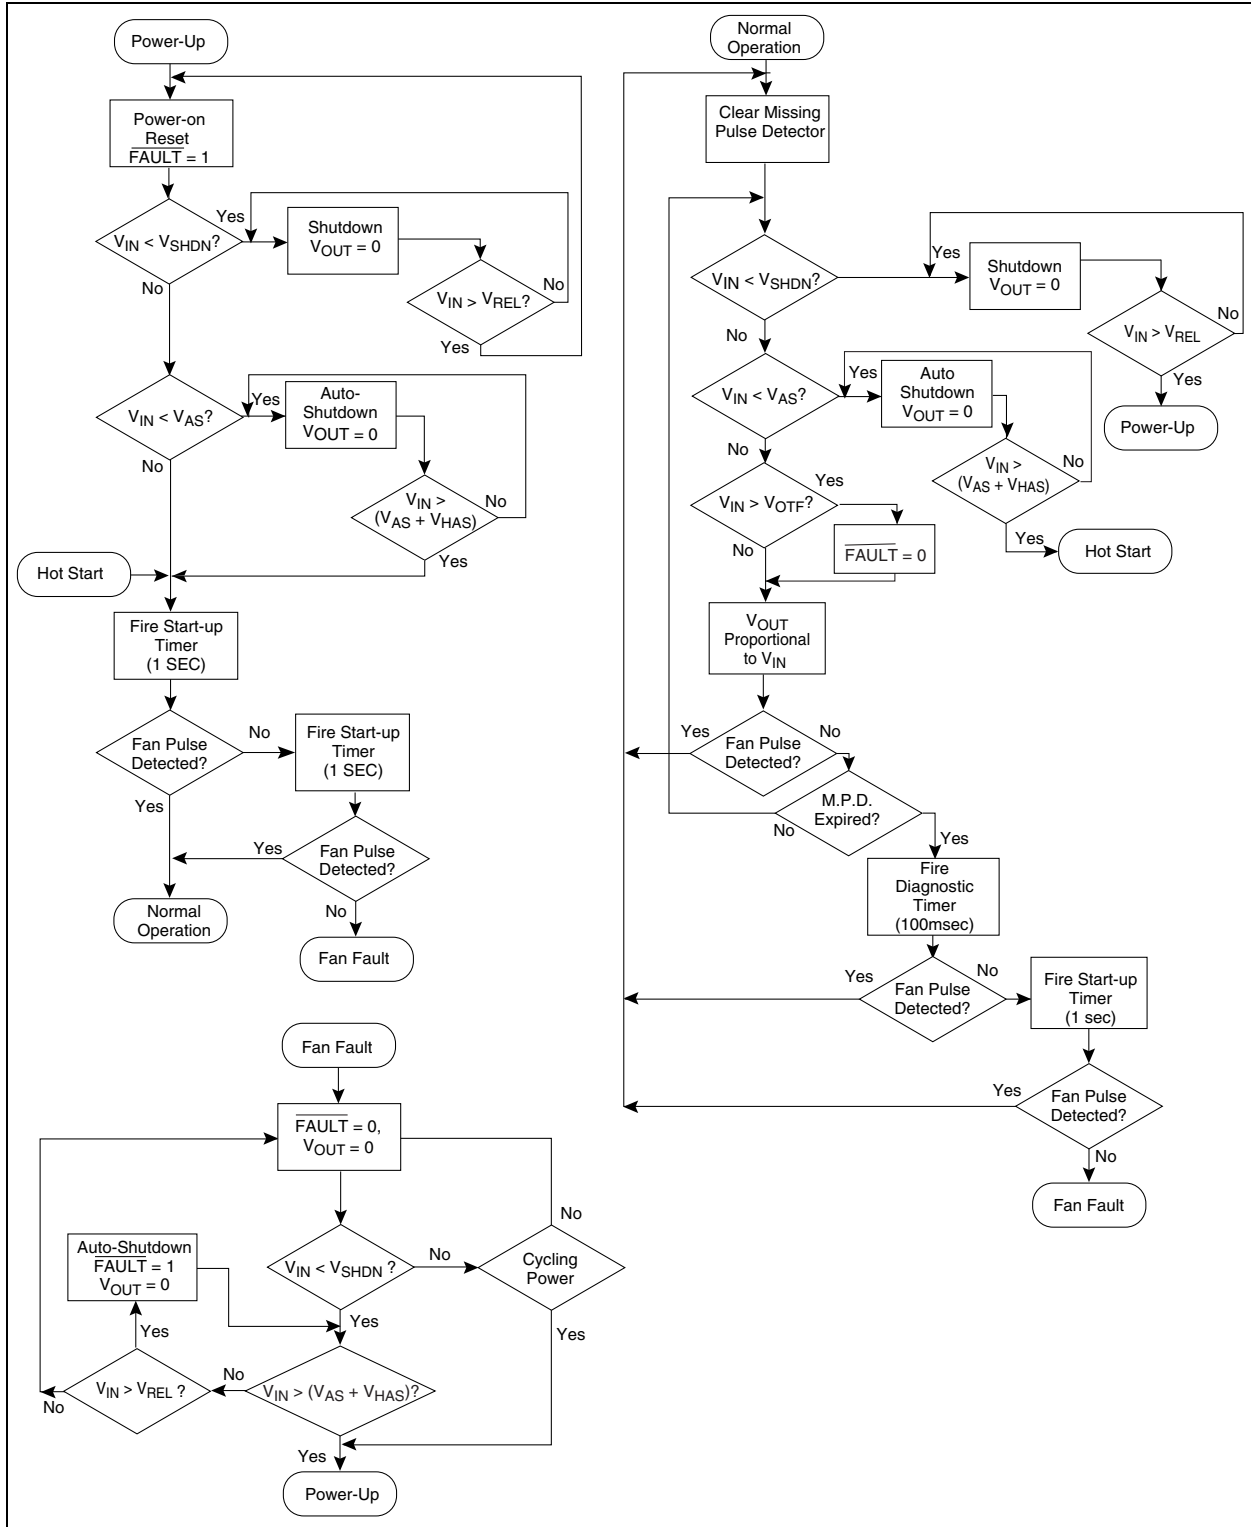 Power-Up
Power-on
Reset
FAULT = 1
VIN < VSHDN?
Yes
No
Shutdown
VOUT = 0
VIN > VREL?
No
Yes
VIN < VAS?
Yes
No
Auto-
Shutdown
VOUT = 0
VIN >
(VAS + VHAS)
No
Yes
Hot Start
Fire Start-up
Timer
(1 SEC)
Fan Pulse
Detected?
No
Yes
Fire Start-up
Timer
(1 SEC)
Fan Pulse
Detected?
Yes
No
Normal
Operation
Fan Fault
Fan Fault
FAULT = 0,
VOUT = 0
VIN < VSHDN ?
No
Yes
Cycling
Power
No
Yes
Auto-Shutdown
FAULT = 1
VOUT = 0
Yes
VIN > VREL ?
No
No
VIN > (VAS + VHAS)?
Yes
Power-Up
Normal
Operation
Clear Missing
Pulse Detector
VIN < VSHDN?
Yes
No
Shutdown
VOUT = 0
VIN > VREL
No
Yes
Power-Up
VIN < VAS?
Yes
No
Auto
Shutdown
VOUT = 0
VIN >
(VAS + VHAS)
No
Yes
Hot Start
VIN > VOTF?
Yes
No
FAULT = 0
VOUT
Proportional
to VIN
Fan Pulse
Detected?
Yes
No
M.P.D.
Expired?
No
Yes
Fire
Diagnostic
Timer
(100msec)
Fan Pulse
Detected?
Yes
No
Fire Start-up
Timer
(1 sec)
Fan Pulse
Detected?
Yes
No
Fan Fault